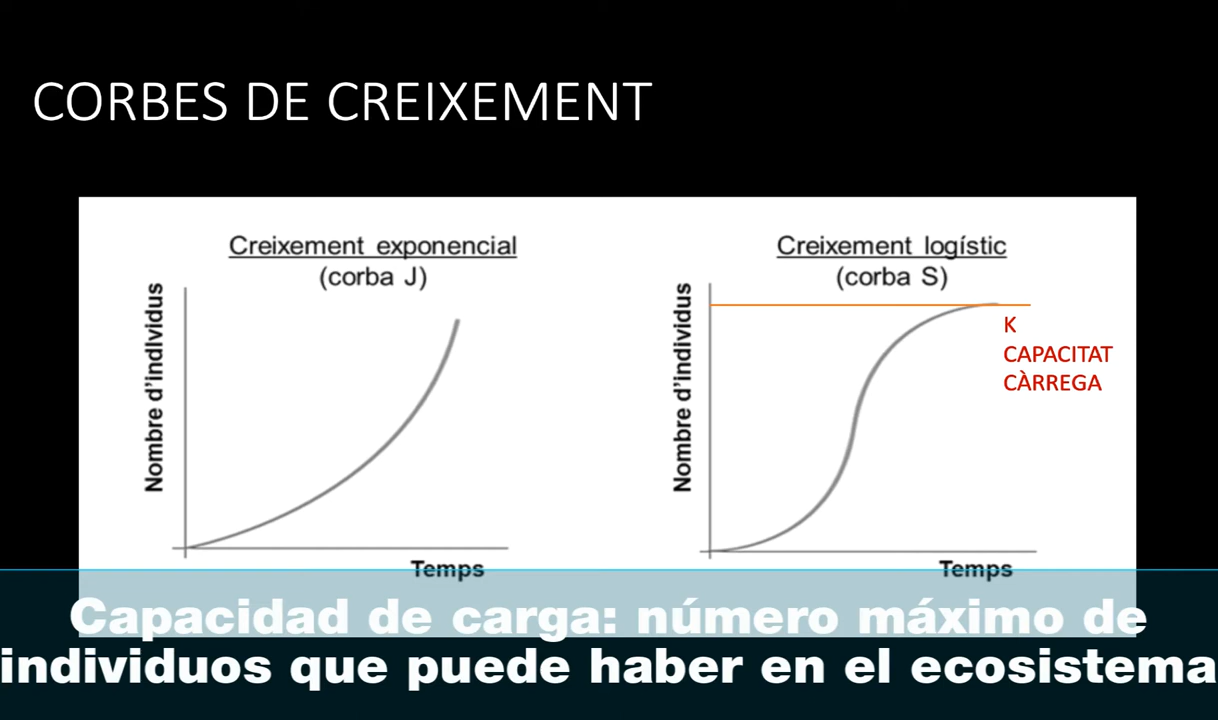 CORBES DE CREIXEMENT
Creixement exponencial
(corba J)
Nombre d'individus
Temps
Creixement logístic
(corba S)
Nombre d'individus
K
CAPACITAT
CÀRREGA
Temps
Capacidad de carga: número máximo de
individuos que puede haber en el ecosistema